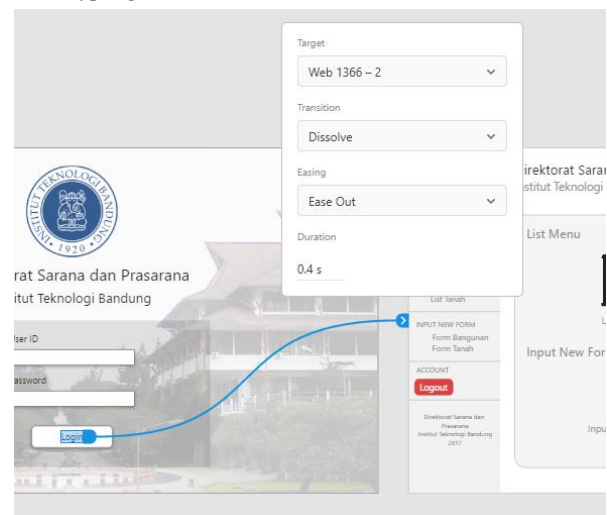 Target
Web 1366 – 2
Transition
Dissolve
Easing
Ease Out
Duration
0.4 s
INSTITUT TEKNOLOGI BANDUNG
1920
rat Sarana dan Prasarana
itut Teknologi Bandung
User ID
assword
Login
List Tanah
INPUT NEW FORM
Form Bangunan
Form Tanah
ACCOUNT
Logout
Direktorat Sarana dan
Prasarana
Institut Teknologi Bandung
2017
irektorat Saran
stitut Teknologi
List Menu
L
Input New For
Inpu